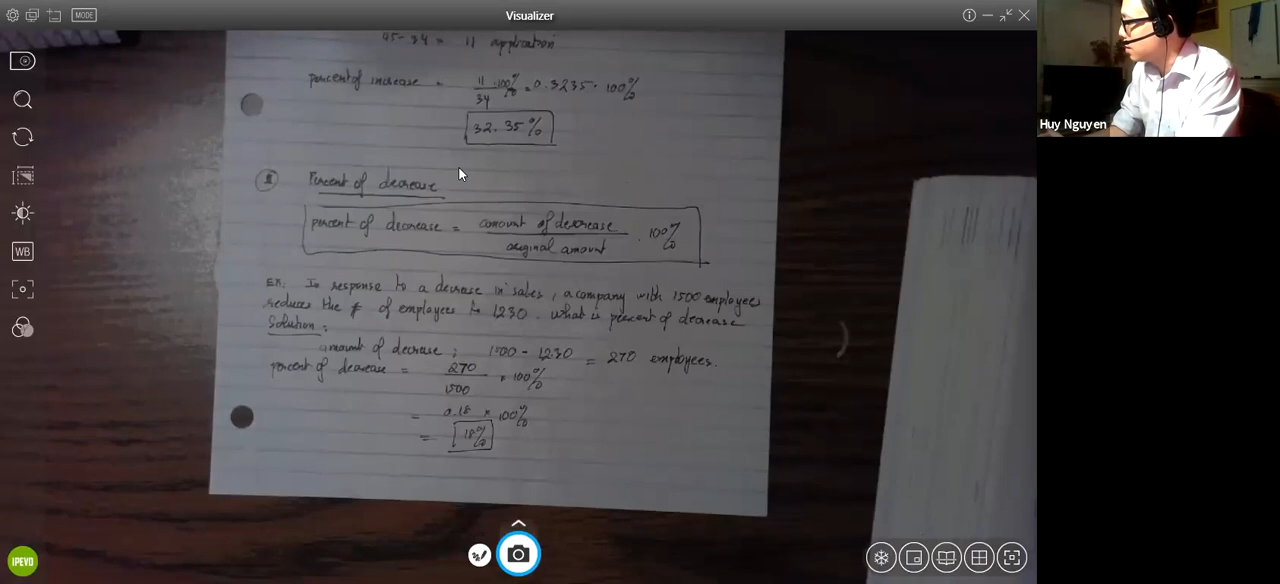 MODE
Visualizer
45-34 = 11 application
percent of increase = 11/34 · 100% = 0.3235 · 100%
32.35%
Percent of decrease
percent of decrease = amount of decrease / original amount · 100%
Ex: In response to a decrease in sales, a company with 1500 employees
reduces the # of employees to 1230. What is percent of decrease
Solution:
amount of decrease: 1500 - 1230 = 270 employees.
percent of decrease = 270/1500 × 100%
= 0.18 × 100%
= 18%
WB
IPEVO
Huy Nguyen